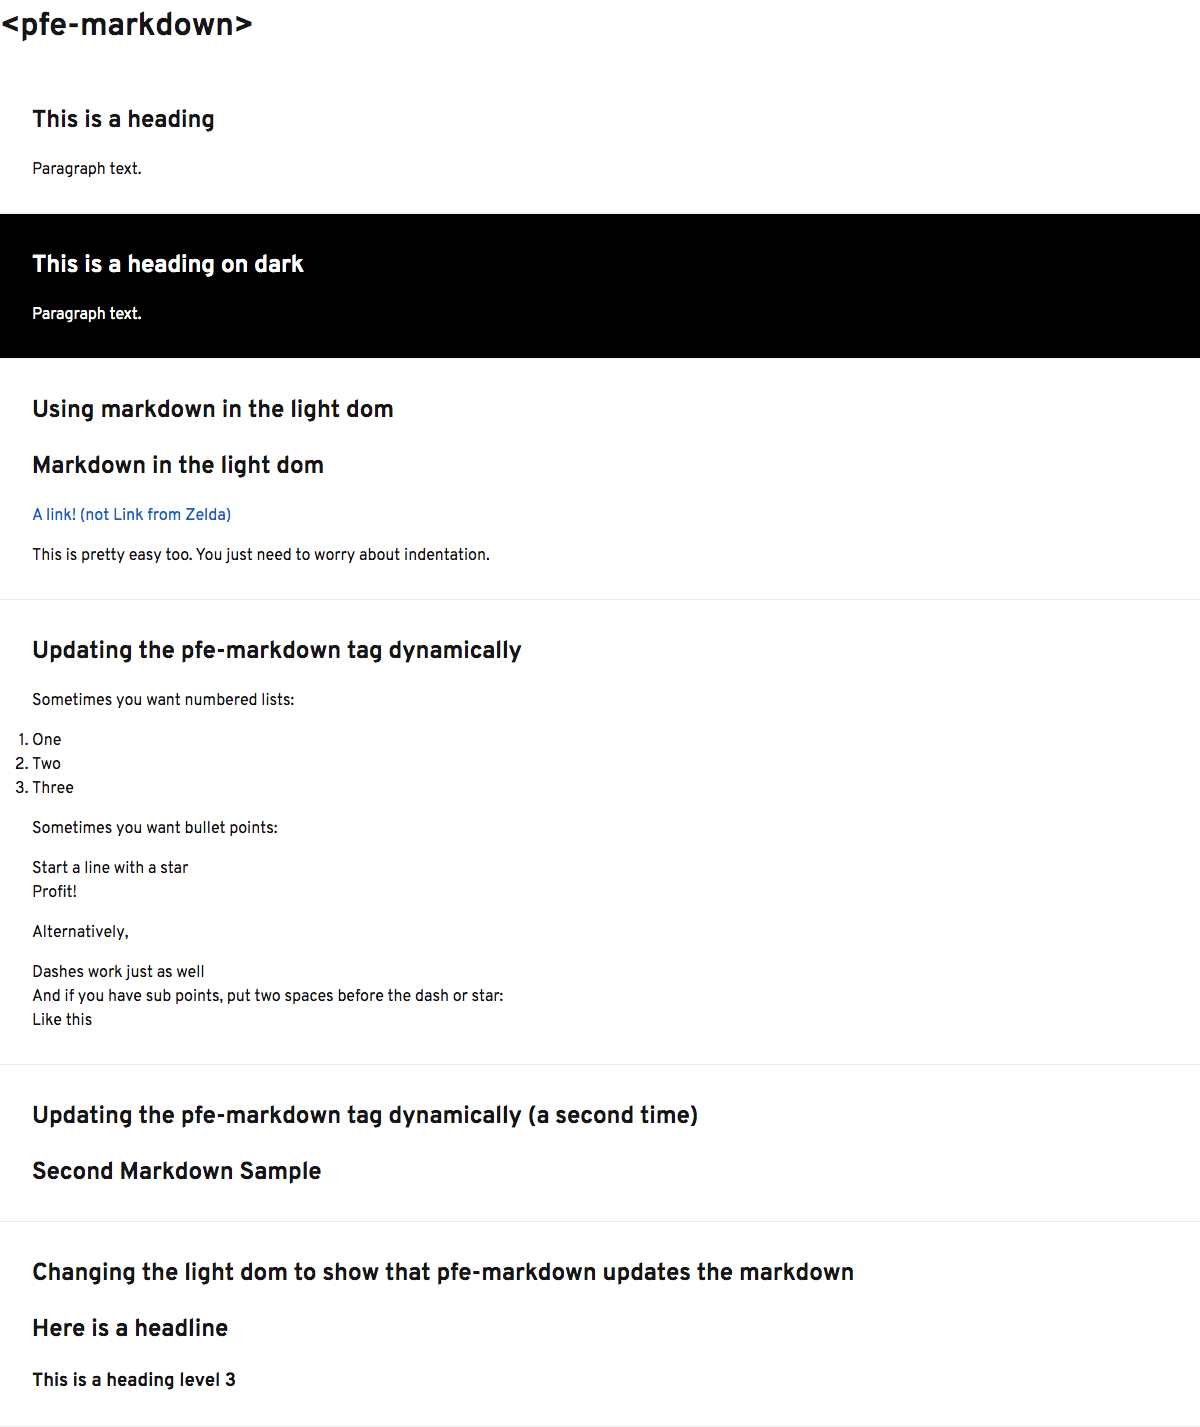 <pfe-markdown>
This is a heading
Paragraph text.
This is a heading on dark
Paragraph text.
Using markdown in the light dom
Markdown in the light dom
A link! (not Link from Zelda)
This is pretty easy too. You just need to worry about indentation.
Updating the pfe-markdown tag dynamically
Sometimes you want numbered lists:
1. One
2. Two
3. Three
Sometimes you want bullet points:
Start a line with a star
Profit!
Alternatively,
Dashes work just as well
And if you have sub points, put two spaces before the dash or star:
Like this
Updating the pfe-markdown tag dynamically (a second time)
Second Markdown Sample
Changing the light dom to show that pfe-markdown updates the markdown
Here is a headline
This is a heading level 3